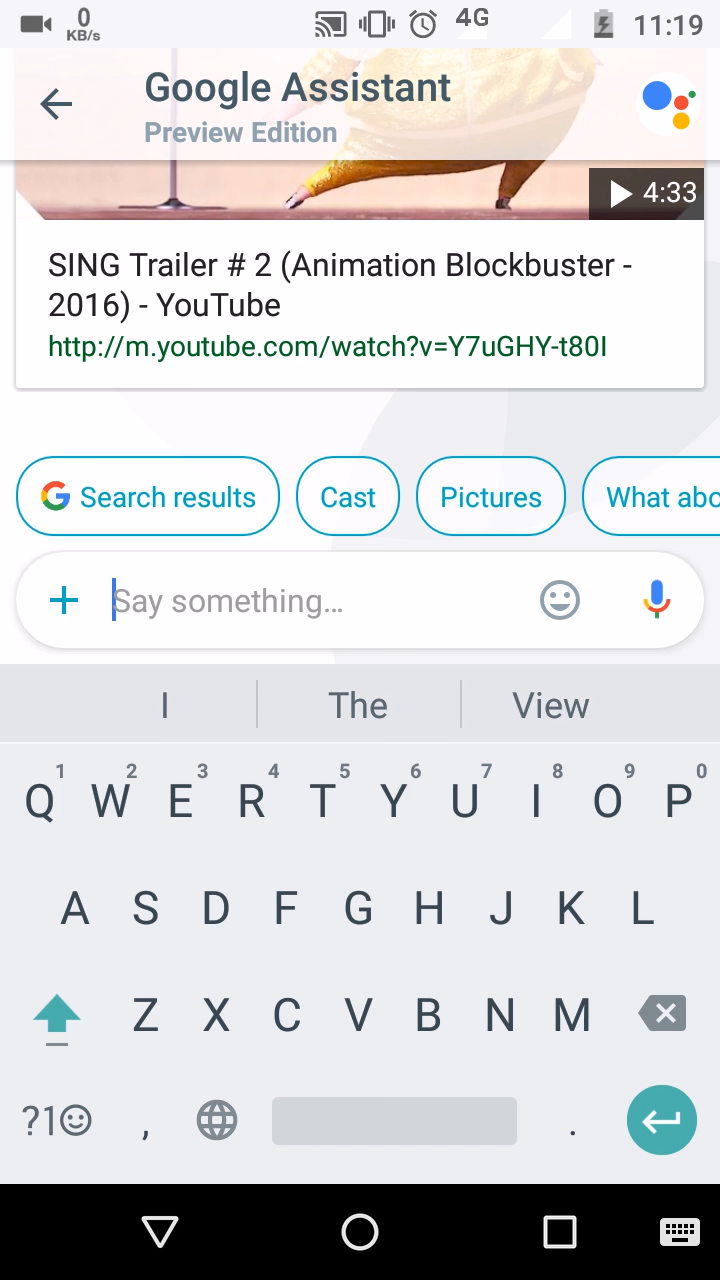 0
KB/s
4G
11:19
Google Assistant
Preview Edition
4:33
SING Trailer # 2 (Animation Blockbuster -
2016) - YouTube
http://m.youtube.com/watch?v=Y7uGHY-t80I
Search results
Cast
Pictures
What abo
Say something...
I
The
View
1 2 3 4 5 6 7 8 9 0
Q W E R T Y U I O P
A S D F G H J K L
Z X C V B N M
?1 , .